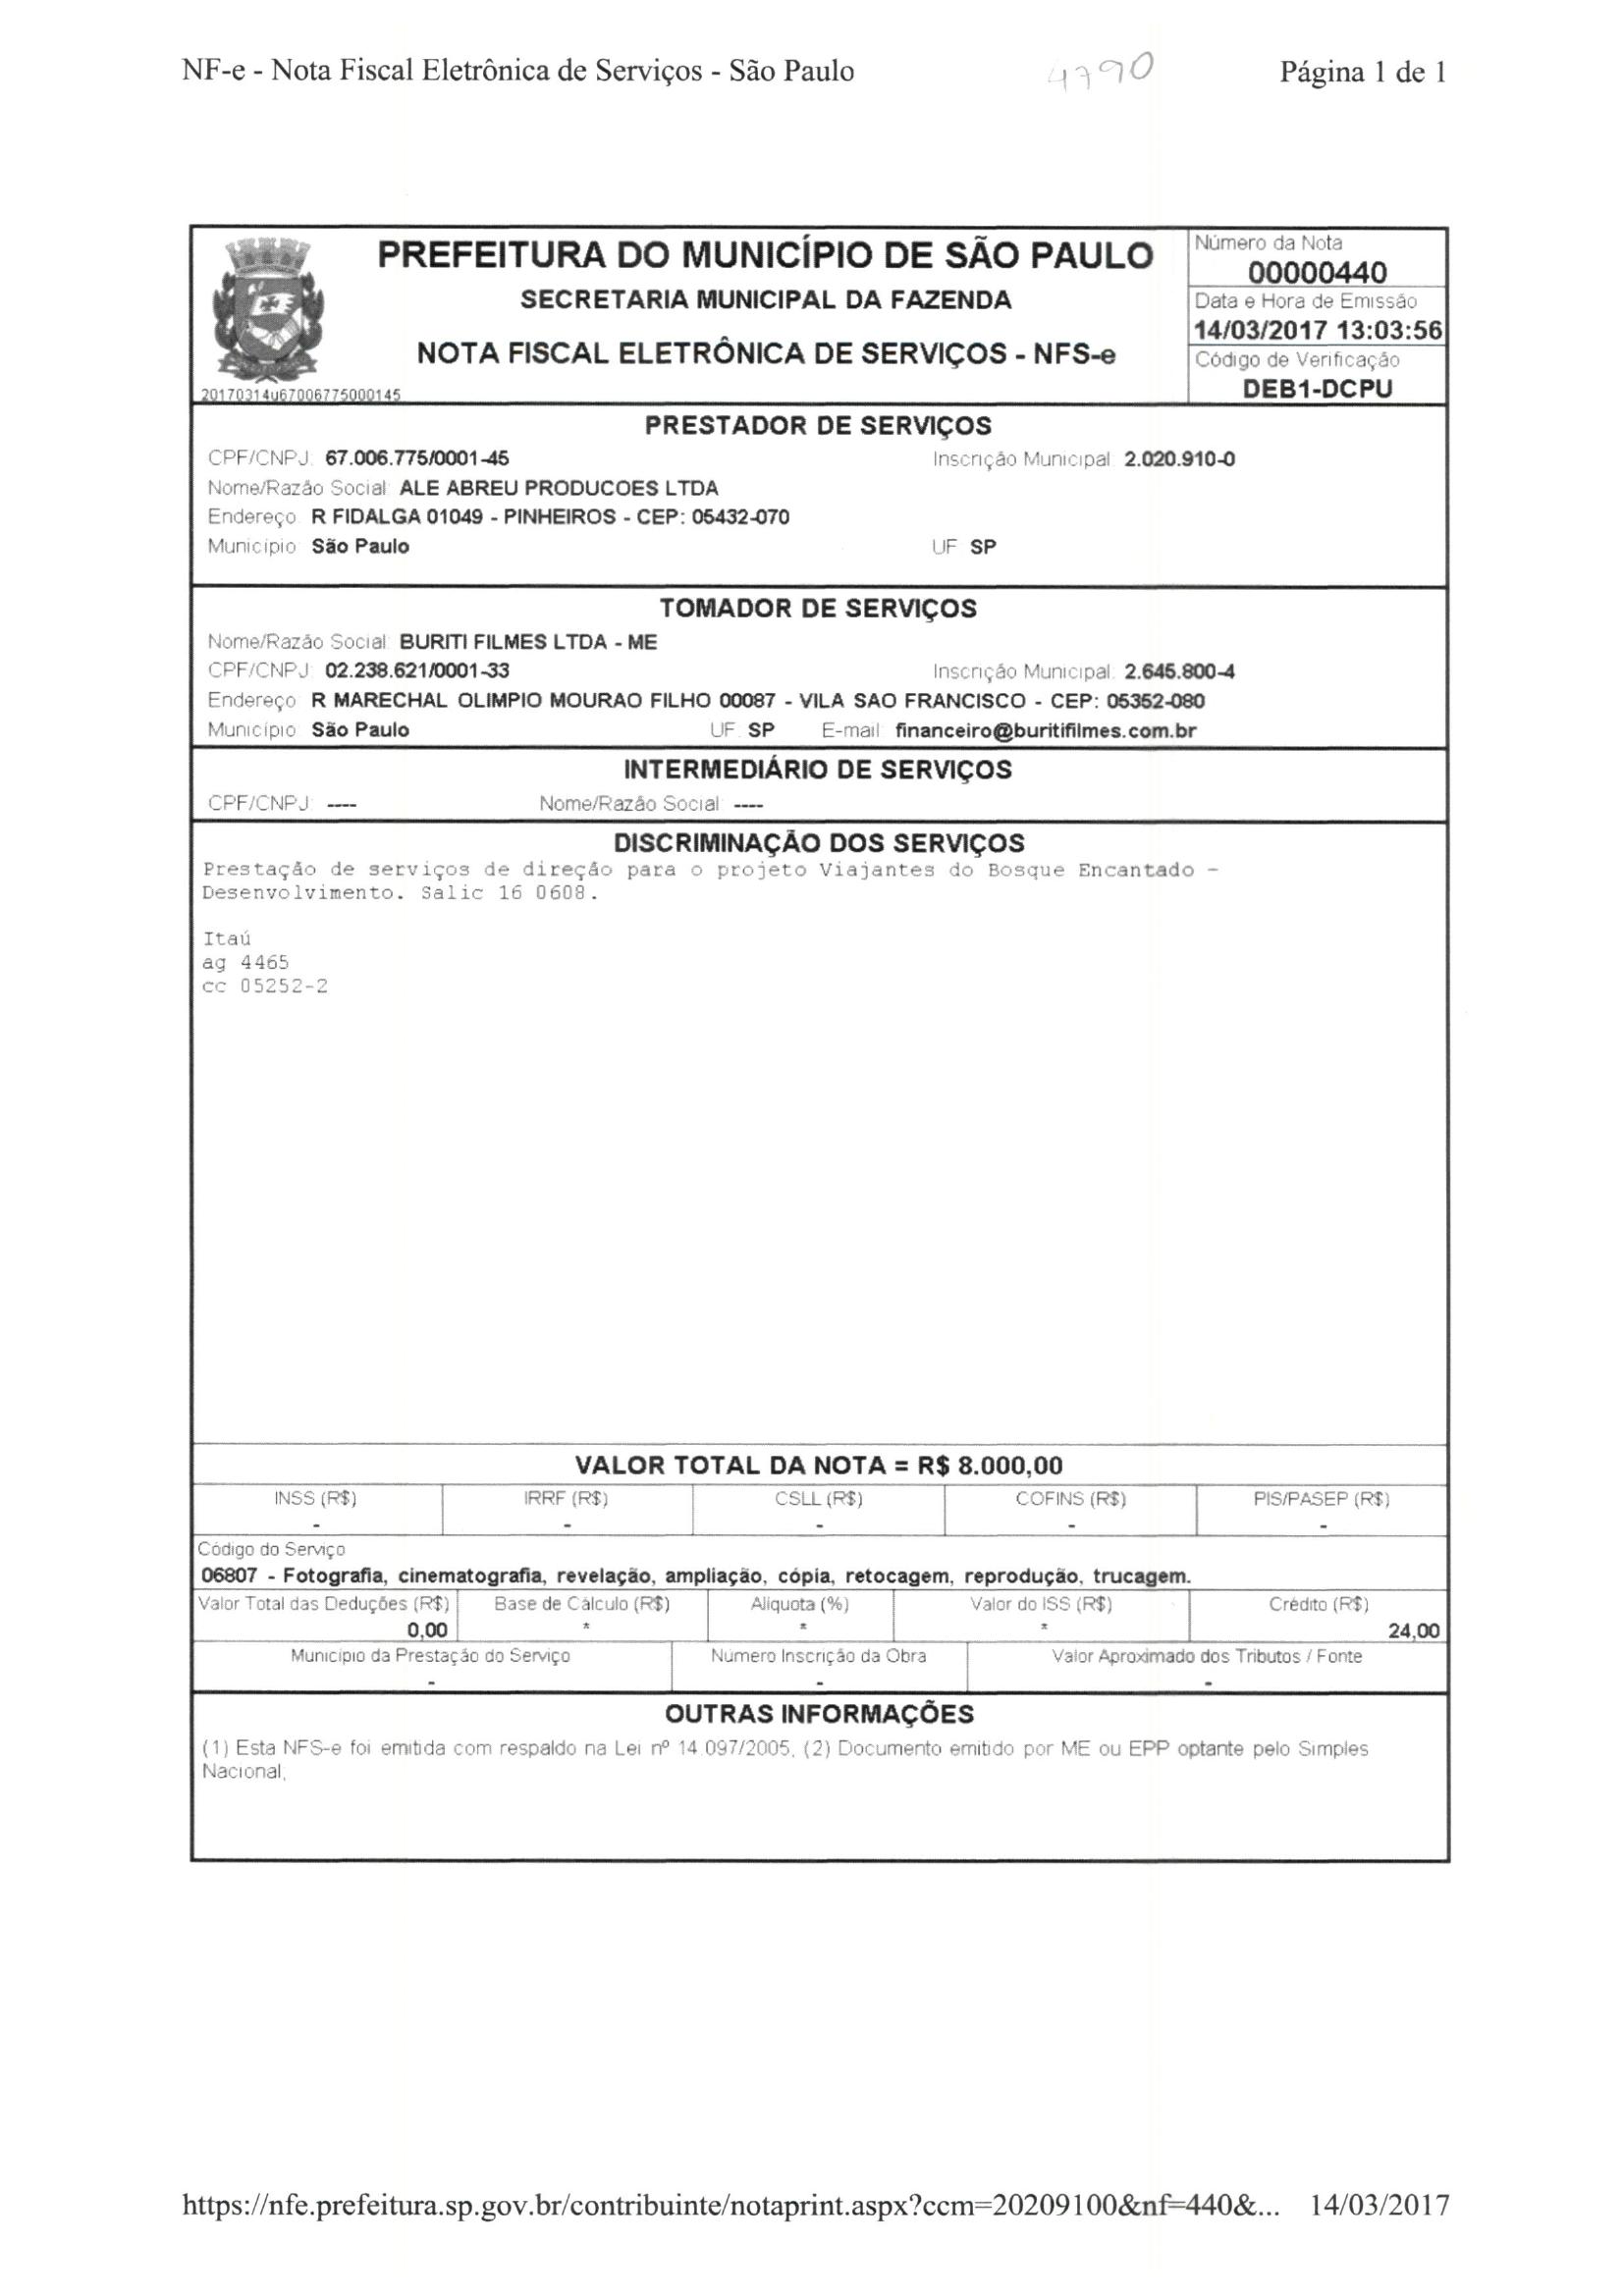 NF-e - Nota Fiscal Eletrônica de Serviços - São Paulo 4790 Página 1 de 1
PREFEITURA DO MUNICÍPIO DE SÃO PAULO
SECRETARIA MUNICIPAL DA FAZENDA
NOTA FISCAL ELETRÔNICA DE SERVIÇOS - NFS-e
20170314u67006775000145
Número da Nota
00000440
Data e Hora de Emissão
14/03/2017 13:03:56
Código de Verificação
DEB1-DCPU
PRESTADOR DE SERVIÇOS
CPF/CNPJ: 67.006.775/0001-45 Inscrição Municipal: 2.020.910-0
Nome/Razão Social: ALE ABREU PRODUCOES LTDA
Endereço: R FIDALGA 01049 - PINHEIROS - CEP: 05432-070
Município: São Paulo UF: SP
TOMADOR DE SERVIÇOS
Nome/Razão Social: BURITI FILMES LTDA - ME
CPF/CNPJ: 02.238.621/0001-33 Inscrição Municipal: 2.645.800-4
Endereço: R MARECHAL OLIMPIO MOURAO FILHO 00087 - VILA SAO FRANCISCO - CEP: 05352-080
Município: São Paulo UF: SP E-mail: financeiro@buritifilmes.com.br
INTERMEDIÁRIO DE SERVIÇOS
CPF/CNPJ: ---- Nome/Razão Social: ----
DISCRIMINAÇÃO DOS SERVIÇOS
Prestação de serviços de direção para o projeto Viajantes do Bosque Encantado -
Desenvolvimento. Salic 16 0608.
Itaú
ag 4465
cc 05252-2
VALOR TOTAL DA NOTA = R$ 8.000,00
INSS (R$) IRRF (R$) CSLL (R$) COFINS (R$) PIS/PASEP (R$)
- - - - -
Código do Serviço
06807 - Fotografia, cinematografia, revelação, ampliação, cópia, retocagem, reprodução, trucagem.
Valor Total das Deduções (R$) Base de Cálculo (R$) Alíquota (%) Valor do ISS (R$) Crédito (R$)
0,00 * * * 24,00
Município da Prestação do Serviço Número Inscrição da Obra Valor Aproximado dos Tributos / Fonte
- - -
OUTRAS INFORMAÇÕES
(1) Esta NFS-e foi emitida com respaldo na Lei nº 14.097/2005; (2) Documento emitido por ME ou EPP optante pelo Simples
Nacional;
https://nfe.prefeitura.sp.gov.br/contribuinte/notaprint.aspx?ccm=20209100&nf=440&... 14/03/2017